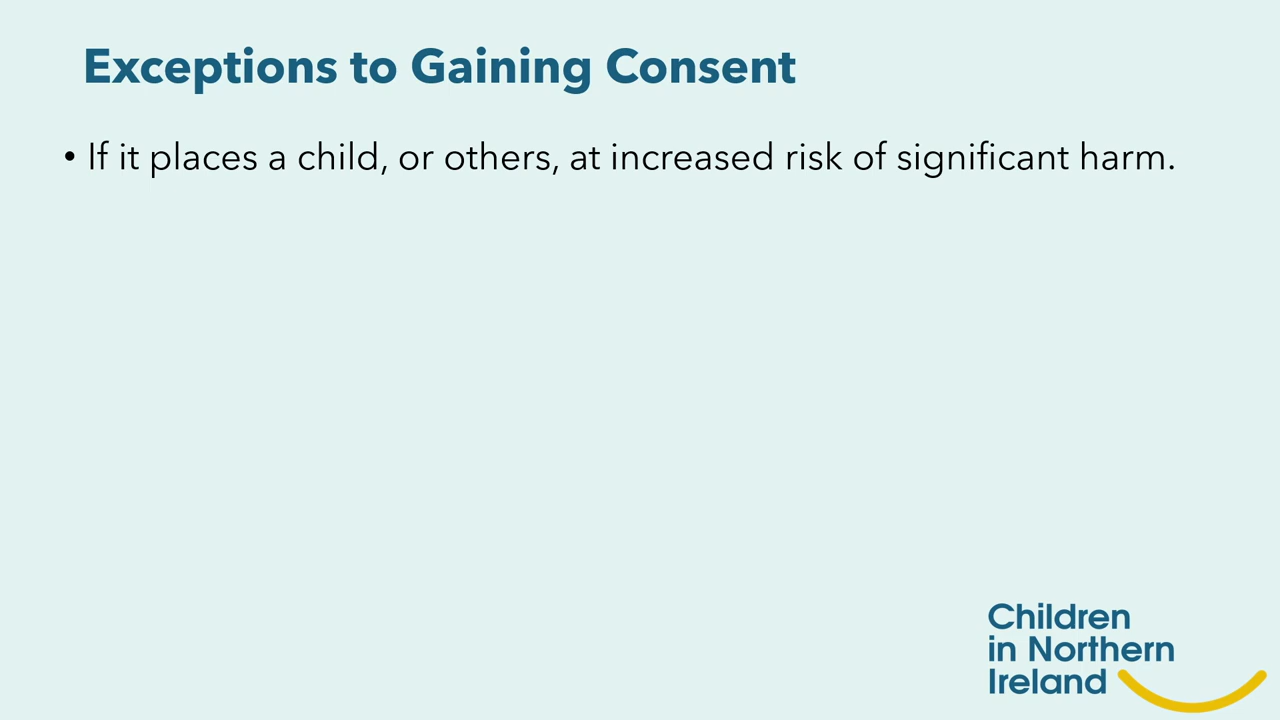 Exceptions to Gaining Consent
• If it places a child, or others, at increased risk of significant harm.
Children
in Northern
Ireland